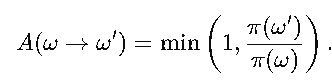 A(ω → ω′) = min (1, π(ω′)/π(ω)).